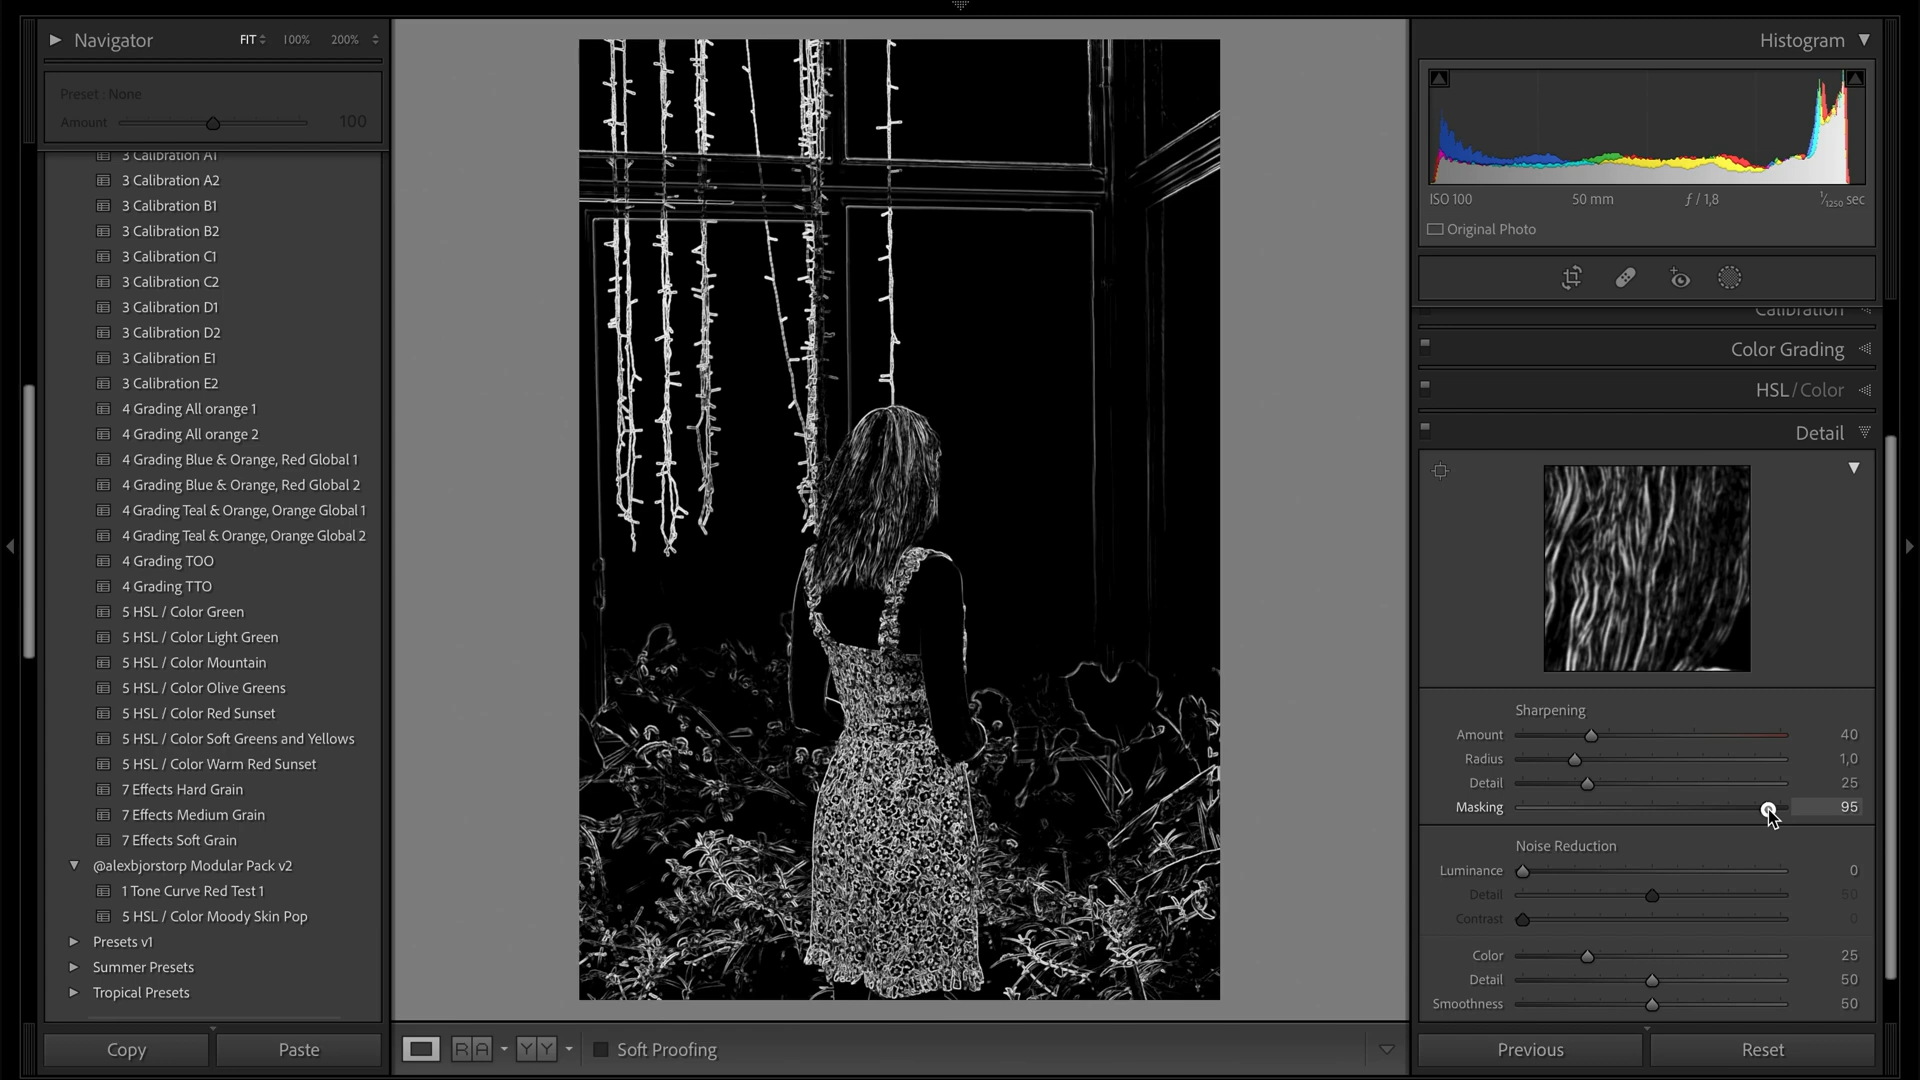 Navigator
FIT 100% 200%
Preset : None
Amount 100
3 Calibration A1
3 Calibration A2
3 Calibration B1
3 Calibration B2
3 Calibration C1
3 Calibration C2
3 Calibration D1
3 Calibration D2
3 Calibration E1
3 Calibration E2
4 Grading All orange 1
4 Grading All orange 2
4 Grading Blue & Orange, Red Global 1
4 Grading Blue & Orange, Red Global 2
4 Grading Teal & Orange, Orange Global 1
4 Grading Teal & Orange, Orange Global 2
4 Grading TOO
4 Grading TTO
5 HSL / Color Green
5 HSL / Color Light Green
5 HSL / Color Mountain
5 HSL / Color Olive Greens
5 HSL / Color Red Sunset
5 HSL / Color Soft Greens and Yellows
5 HSL / Color Warm Red Sunset
7 Effects Hard Grain
7 Effects Medium Grain
7 Effects Soft Grain
@alexbjorstorp Modular Pack v2
1 Tone Curve Red Test 1
5 HSL / Color Moody Skin Pop
Presets v1
Summer Presets
Tropical Presets
Copy Paste
R A Y Y Soft Proofing
Histogram
ISO 100 50 mm ƒ / 1,8 1/1250 sec
Original Photo
Calibration
Color Grading
HSL / Color
Detail
Sharpening
Amount 40
Radius 1,0
Detail 25
Masking 95
Noise Reduction
Luminance 0
Detail 50
Contrast 0
Color 25
Detail 50
Smoothness 50
Previous Reset